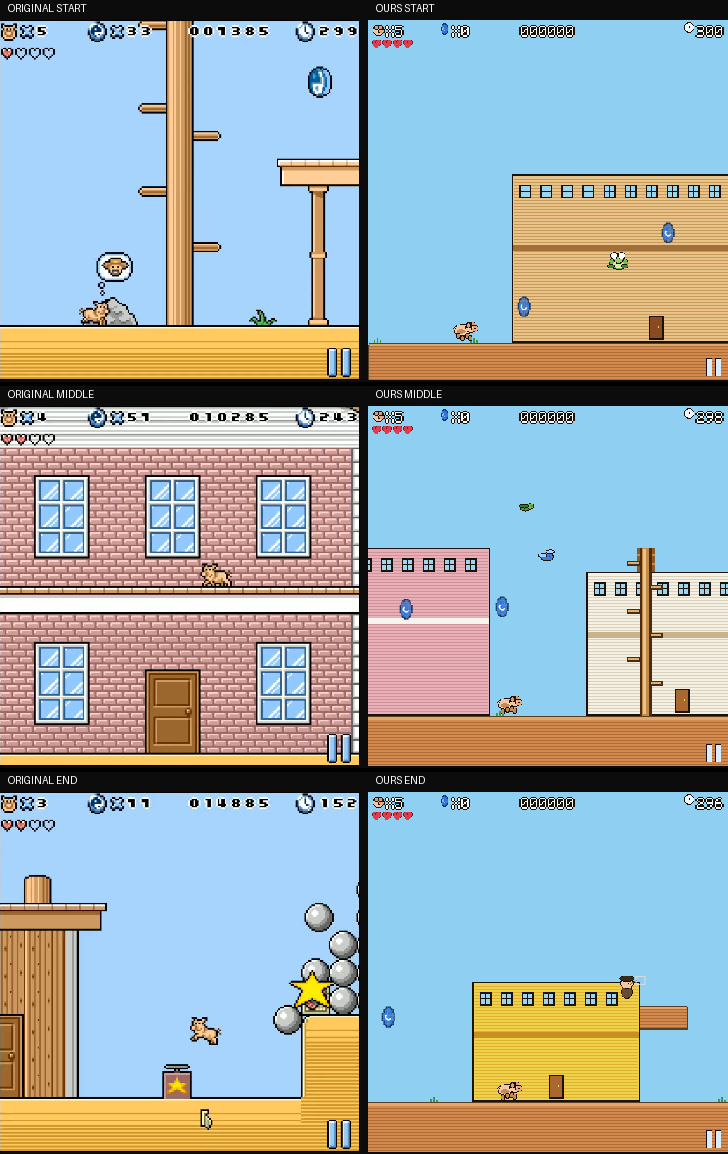 ORIGINAL START
OURS START
×5 ×33 001385 299
×5 ×0 000000 300
ORIGINAL MIDDLE
OURS MIDDLE
×4 ×51 010285 243
×5 ×0 000000 298
ORIGINAL END
OURS END
×3 ×11 014885 152
×5 ×0 000000 296